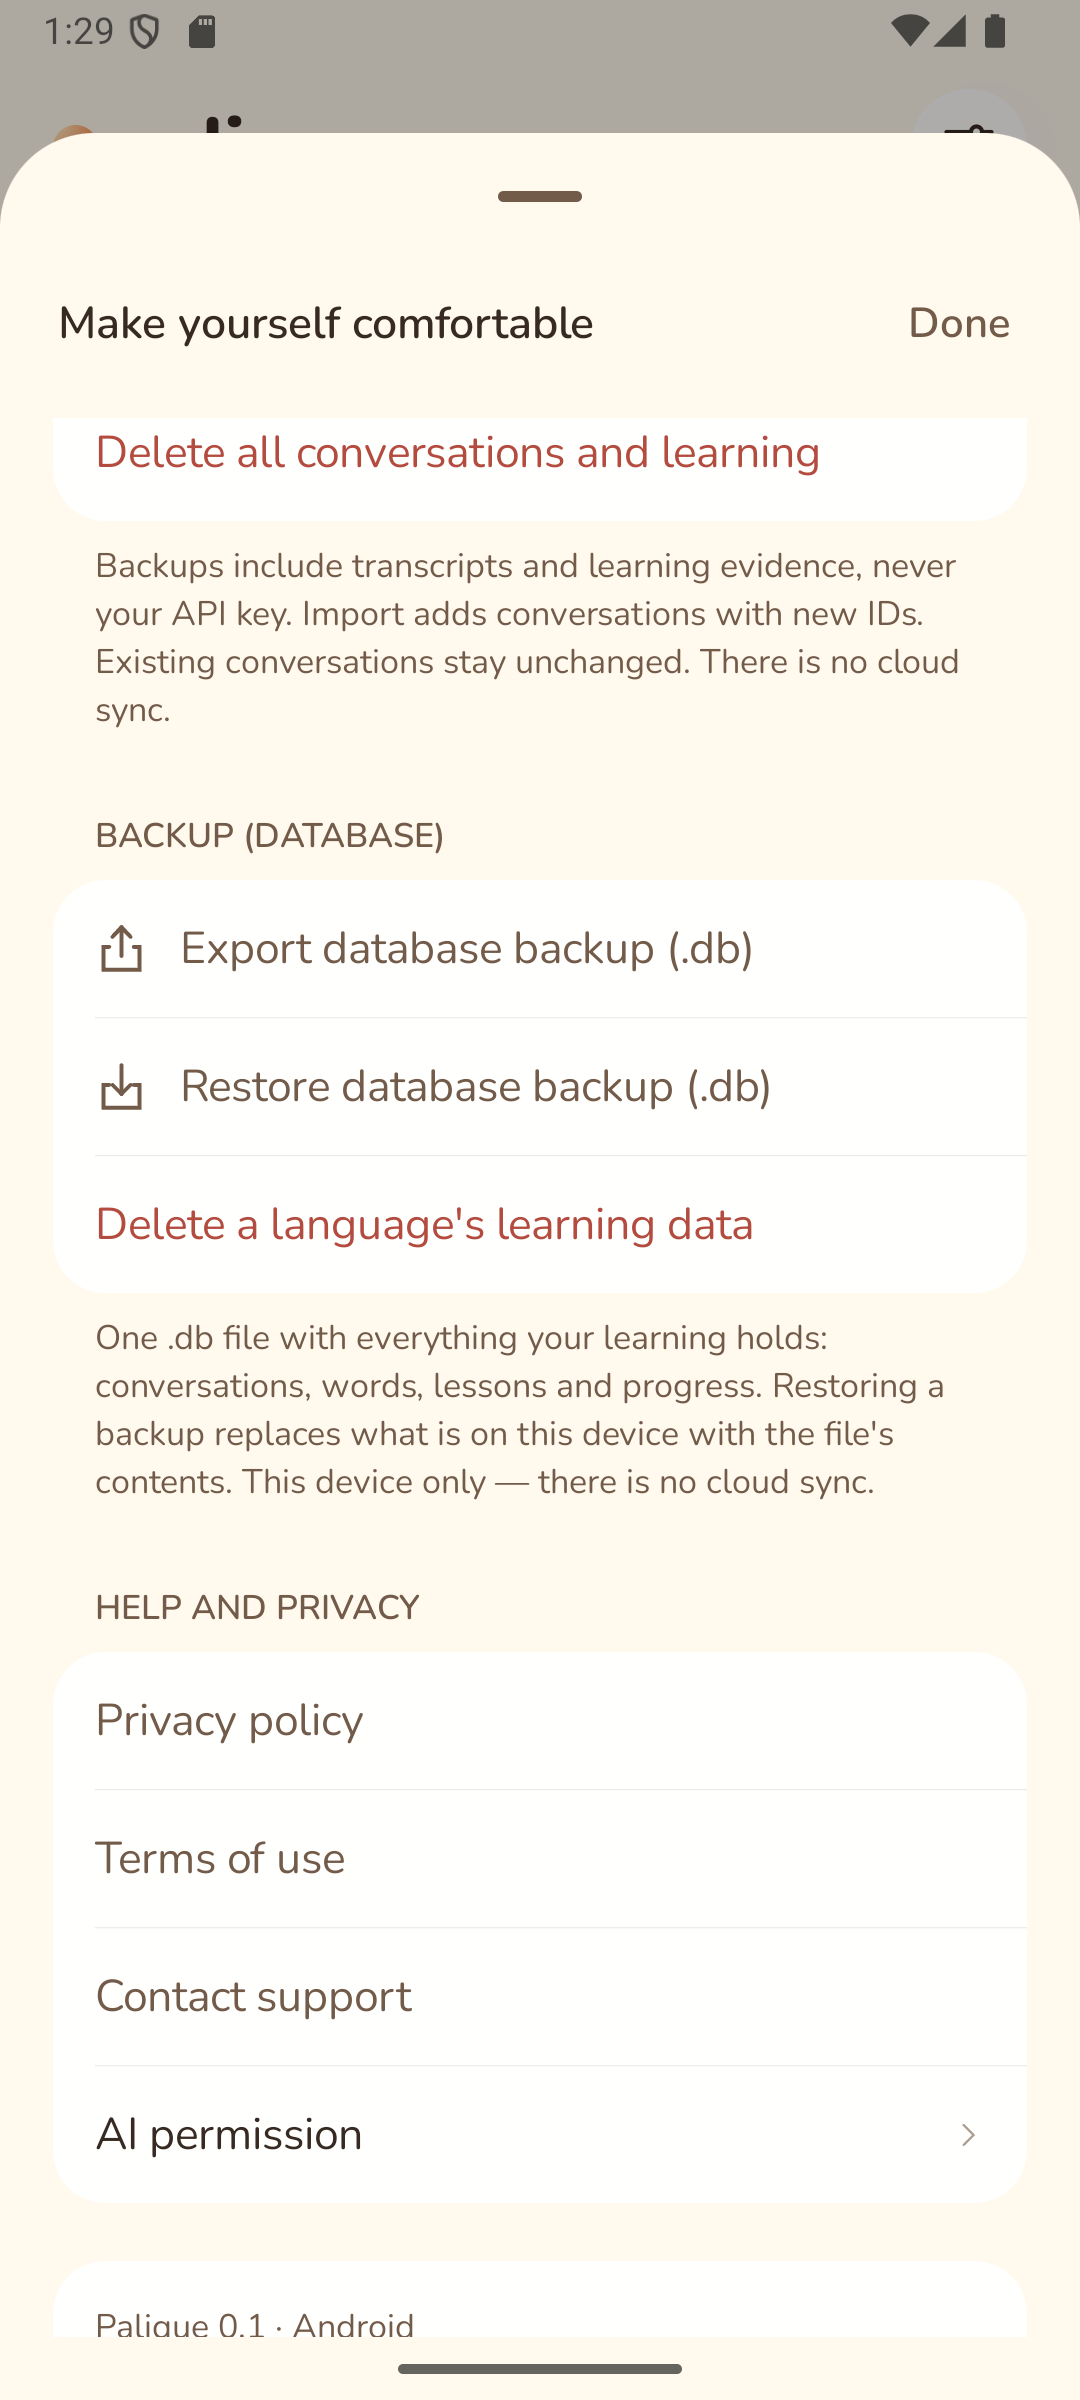 1:29
Make yourself comfortable
Done
Delete all conversations and learning
Backups include transcripts and learning evidence, never
your API key. Import adds conversations with new IDs.
Existing conversations stay unchanged. There is no cloud
sync.
BACKUP (DATABASE)
Export database backup (.db)
Restore database backup (.db)
Delete a language's learning data
One .db file with everything your learning holds:
conversations, words, lessons and progress. Restoring a
backup replaces what is on this device with the file's
contents. This device only — there is no cloud sync.
HELP AND PRIVACY
Privacy policy
Terms of use
Contact support
AI permission
Palique 0.1 · Android